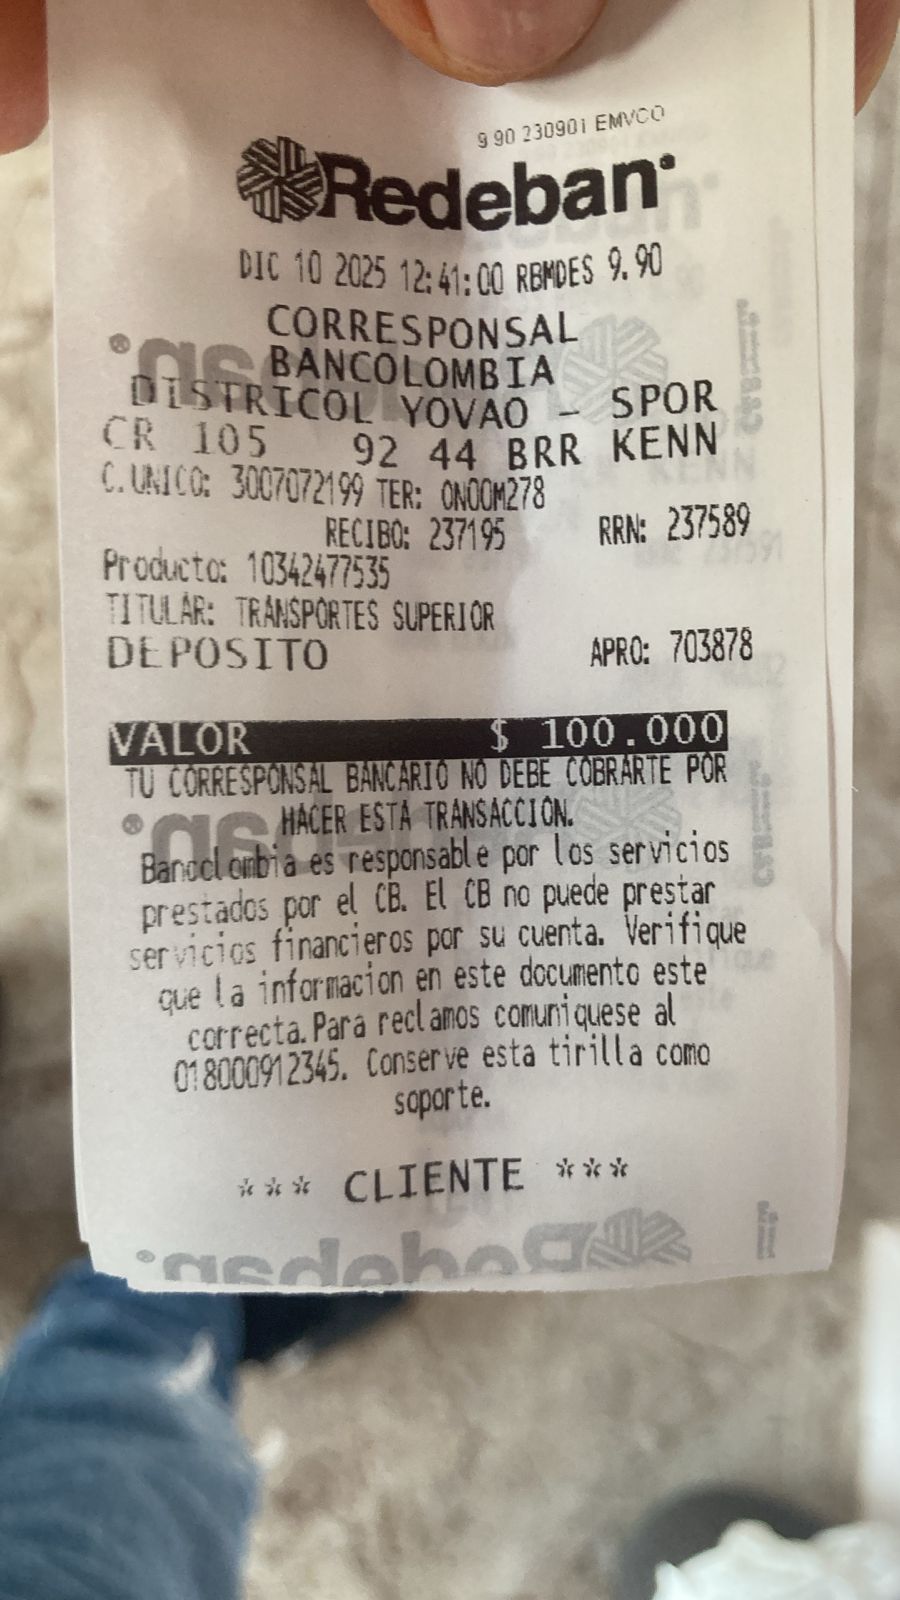 9 90 230901 EMVCO
Redeban
DIC 10 2025 12:41:00 RBMDES 9.90
CORRESPONSAL
BANCOLOMBIA
DISTRICOL YOVAO - SPOR
CR 105 92 44 BRR KENN
C.UNICO: 3007072199 TER: 0N00M278
RECIBO: 237195 RRN: 237589
Producto: 10342477535
TITULAR: TRANSPORTES SUPERIOR
DEPOSITO APRO: 703878
VALOR $ 100.000
TU CORRESPONSAL BANCARIO NO DEBE COBRARTE POR
HACER ESTA TRANSACCION.
Bancolombia es responsable por los servicios
prestados por el CB. El CB no puede prestar
servicios financieros por su cuenta. Verifique
que la informacion en este documento este
correcta.Para reclamos comuniquese al
018000912345. Conserve esta tirilla como
soporte.
*** CLIENTE ***